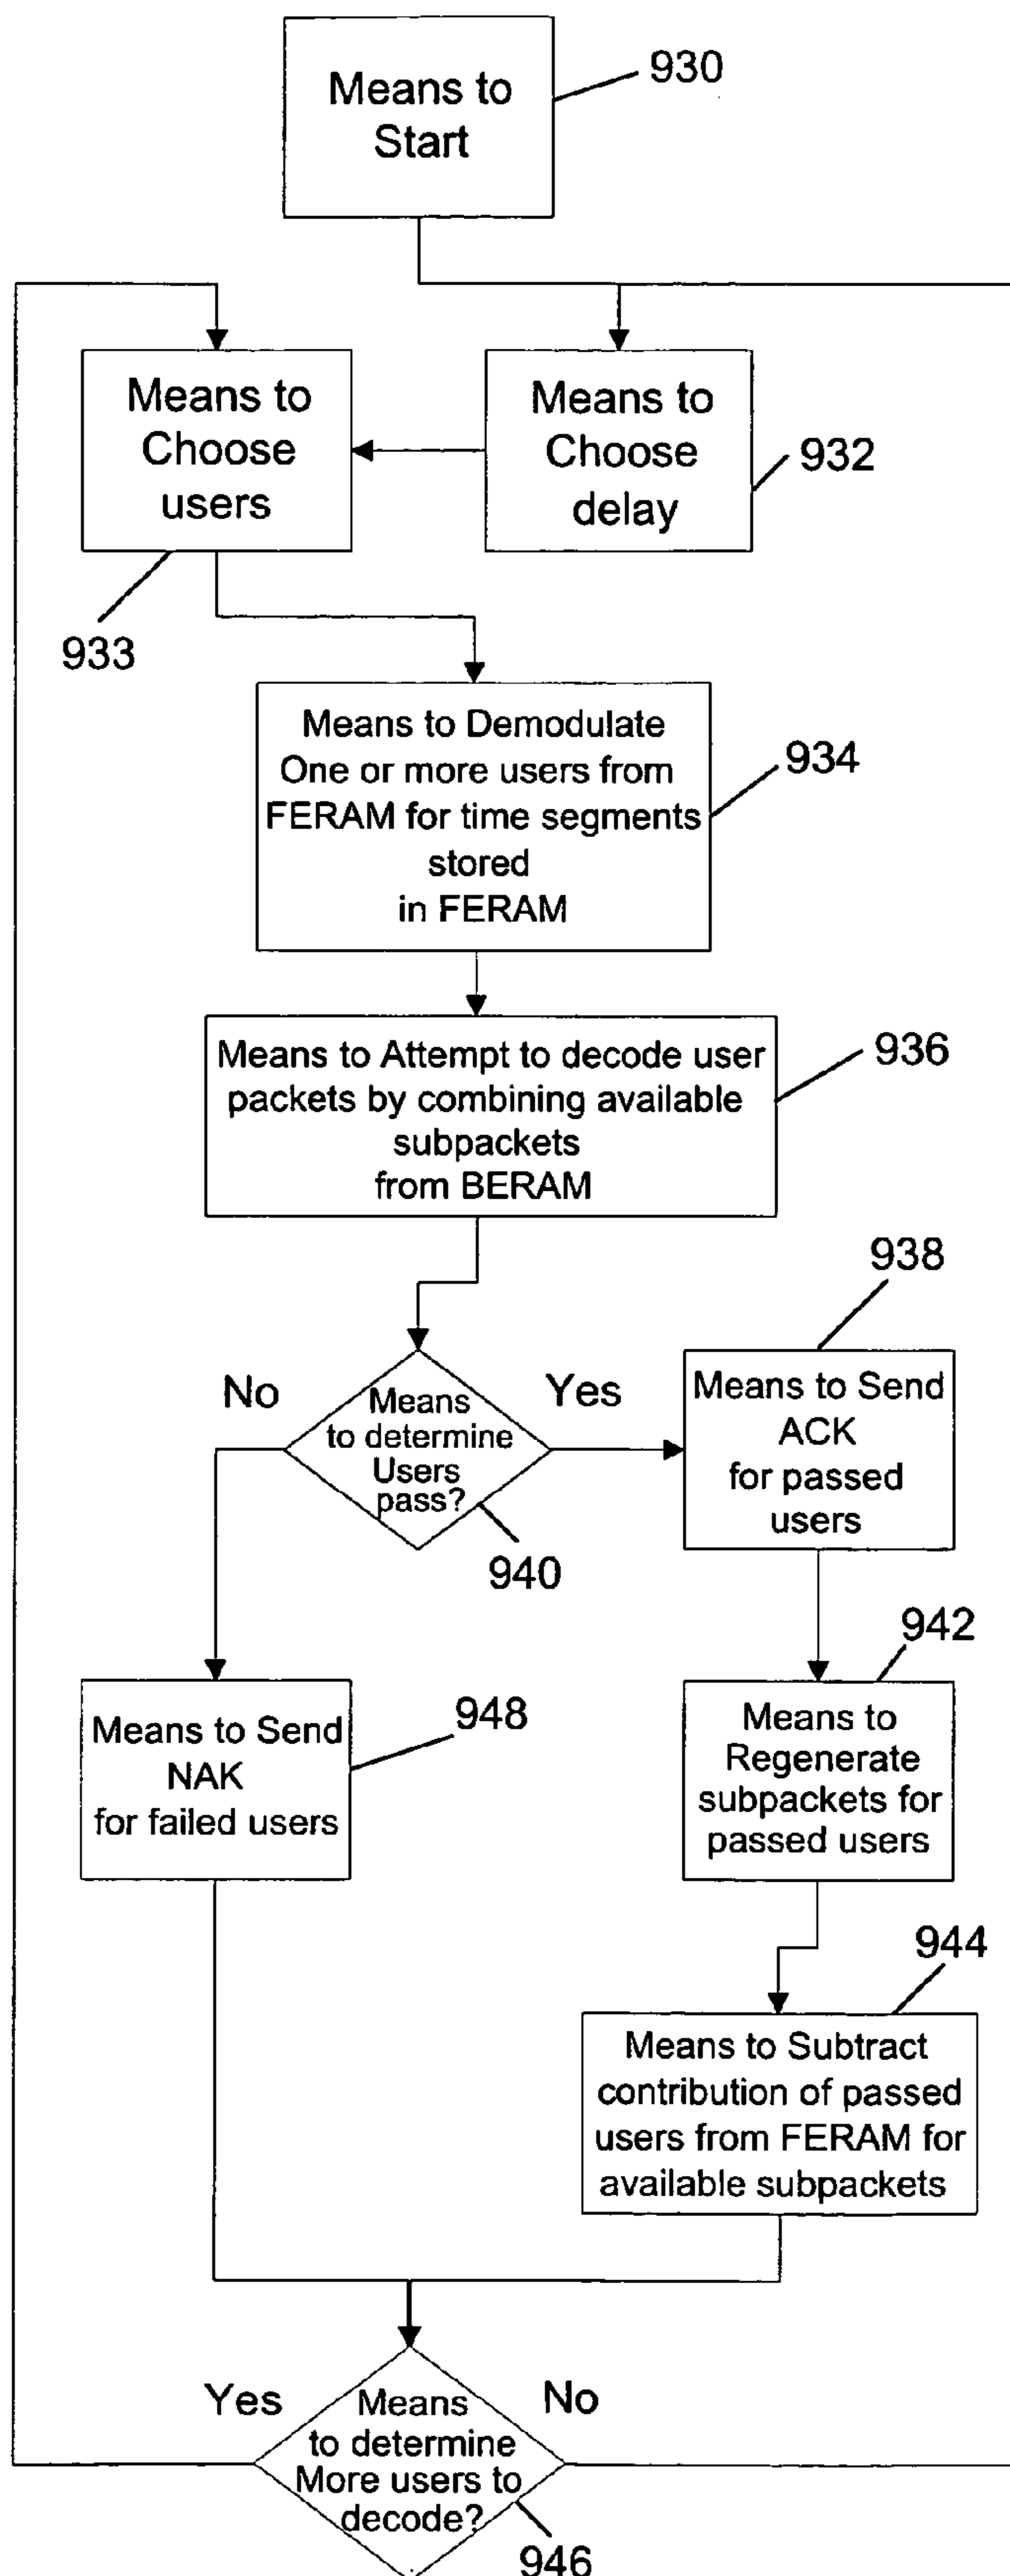 Means to
Start
930
Means to
Choose
users
Means to
Choose
delay
932
933
Means to Demodulate
One or more users from
FERAM for time segments
stored
in FERAM
934
Means to Attempt to decode user
packets by combining available
subpackets
from BERAM
936
938
No
Yes
Means
to determine
Users
pass?
940
Means to Send
ACK
for passed
users
942
Means to Send
NAK
for failed users
948
Means to
Regenerate
subpackets for
passed users
944
Means to Subtract
contribution of passed
users from FERAM for
available subpackets
Yes
No
Means
to determine
More users to
decode?
946